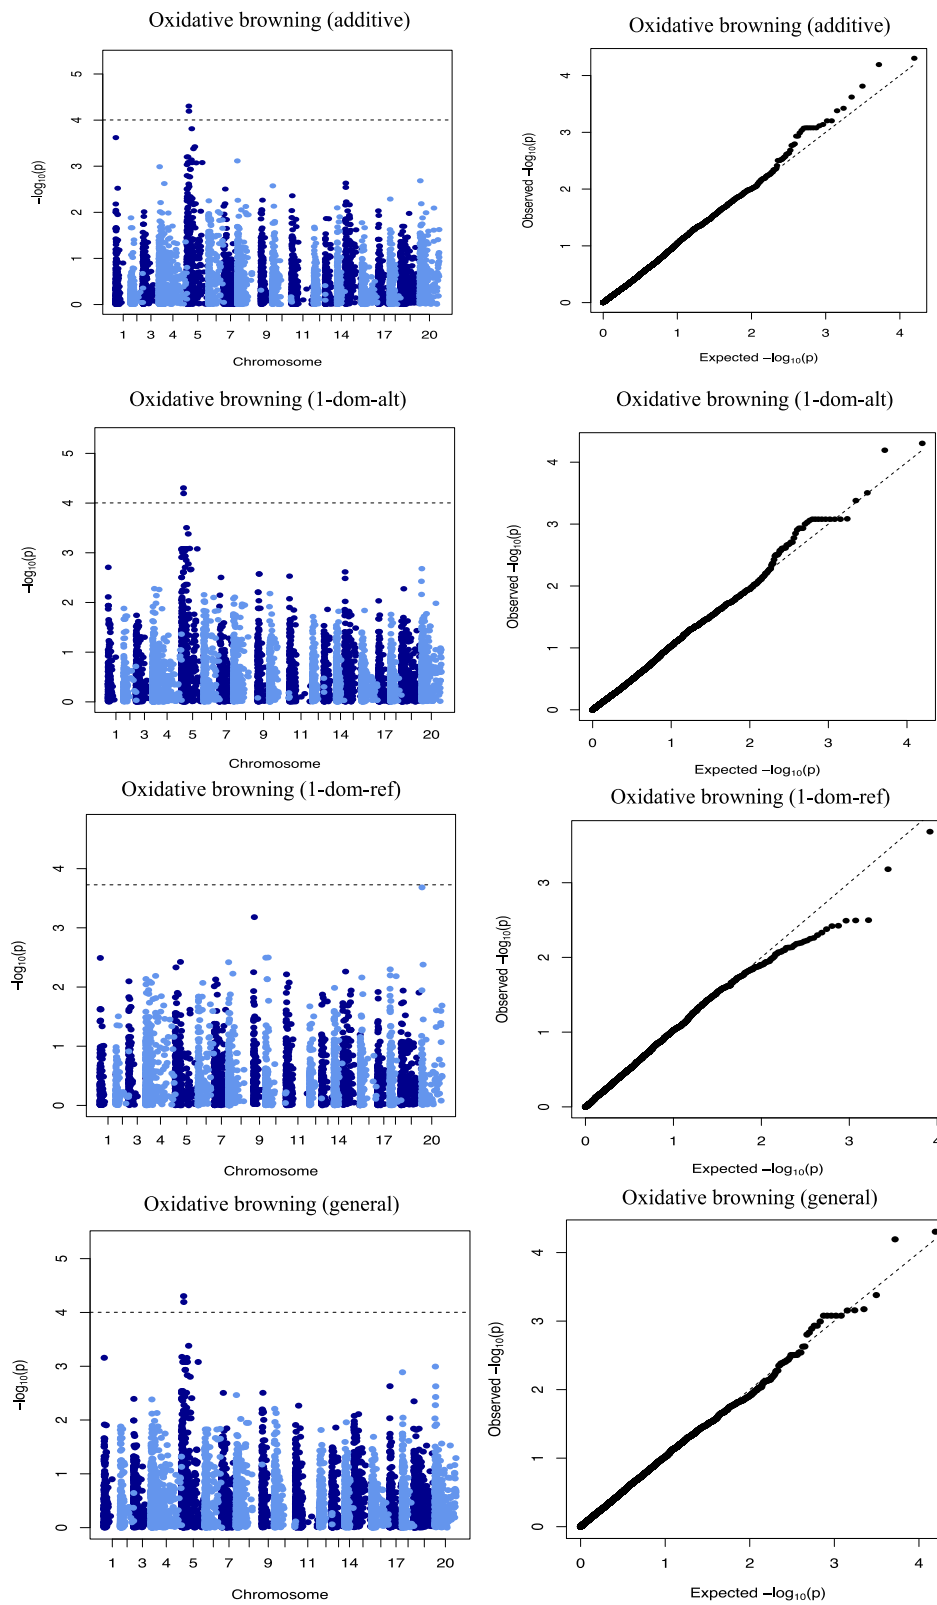 Oxidative browning (additive)
−log₁₀(p)
5
4
3
2
1
0
1 3 4 5 7 9 11 14 17 20
Chromosome
Oxidative browning (additive)
Observed −log₁₀(p)
4
3
2
1
0
0 1 2 3 4
Expected −log₁₀(p)
Oxidative browning (1-dom-alt)
−log₁₀(p)
5
4
3
2
1
0
1 3 4 5 7 9 11 14 17 20
Chromosome
Oxidative browning (1-dom-alt)
Observed −log₁₀(p)
4
3
2
1
0
0 1 2 3 4
Expected −log₁₀(p)
Oxidative browning (1-dom-ref)
−log₁₀(p)
4
3
2
1
0
1 3 4 5 7 9 11 14 17 20
Chromosome
Oxidative browning (1-dom-ref)
Observed −log₁₀(p)
3
2
1
0
0 1 2 3 4
Expected −log₁₀(p)
Oxidative browning (general)
−log₁₀(p)
5
4
3
2
1
0
1 3 4 5 7 9 11 14 17 20
Chromosome
Oxidative browning (general)
Observed −log₁₀(p)
4
3
2
1
0
0 1 2 3 4
Expected −log₁₀(p)